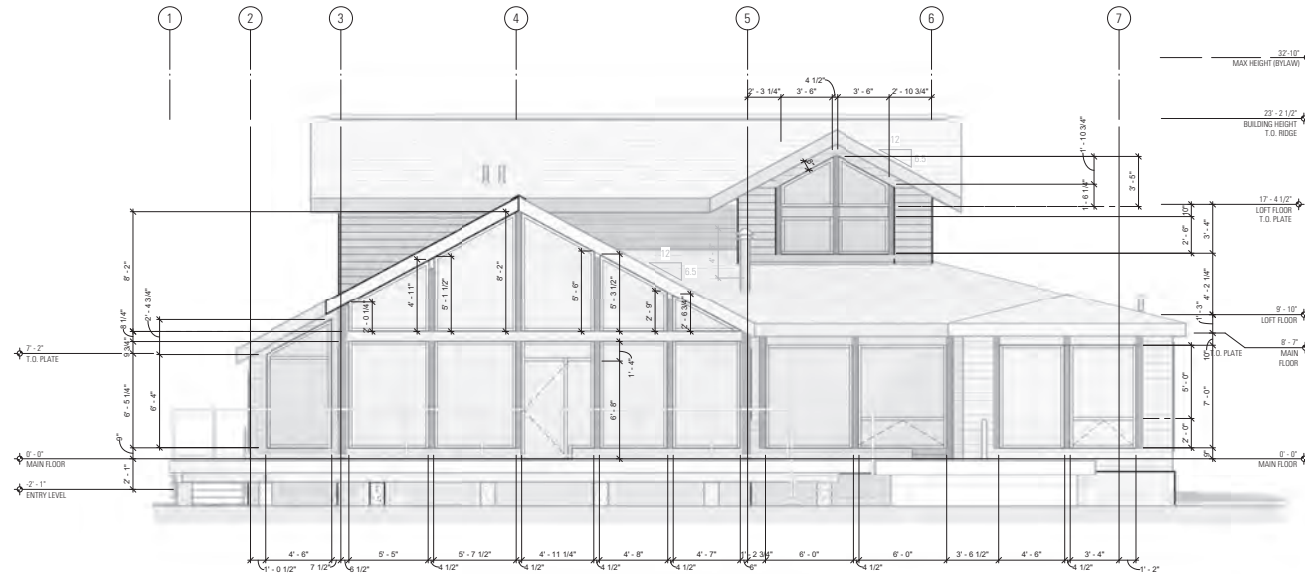 1 2 3 4 5 6 7
32'-10"
MAX HEIGHT (BYLAW)
4 1/2"
2' - 3 1/4" 3' - 6" 3' - 6" 2' - 10 3/4"
23' - 2 1/2"
BUILDING HEIGHT
T.O. RIDGE
12
6.5
1' - 10 3/4"
3' - 5"
1' - 6 1/4"
17' - 4 1/2"
LOFT FLOOR
T.O. PLATE
10"
2' - 6"
3' - 4"
12
6.5
8' - 2"
8' - 2"
4' - 11"
5' - 1 1/2"
5' - 6"
5' - 3 1/2"
2' - 9"
2' - 6 3/4"
2' - 0 1/4"
4' - 2 1/4"
1' - 3"
9' - 10"
LOFT FLOOR
8 1/4"
2' - 4 3/4"
9 3/4"
7' - 2"
T.O. PLATE
T.O. PLATE
8' - 7"
MAIN
FLOOR
10"
1' - 4"
6' - 5 1/4"
6' - 4"
6' - 8"
5' - 0"
7' - 0"
2' - 0"
9"
9"
0' - 0"
MAIN FLOOR
0' - 0"
MAIN FLOOR
2' - 1"
-2' - 1"
ENTRY LEVEL
4' - 6" 5' - 5" 5' - 7 1/2" 4' - 11 1/4" 4' - 8" 4' - 7" 1' - 2 3/4" 6' - 0" 6' - 0" 3' - 6 1/2" 4' - 6" 3' - 4"
1' - 0 1/2" 7 1/2" 6 1/2" 4 1/2" 4 1/2" 4 1/2" 4 1/2" 6" 4 1/2" 4 1/2" 1' - 2"